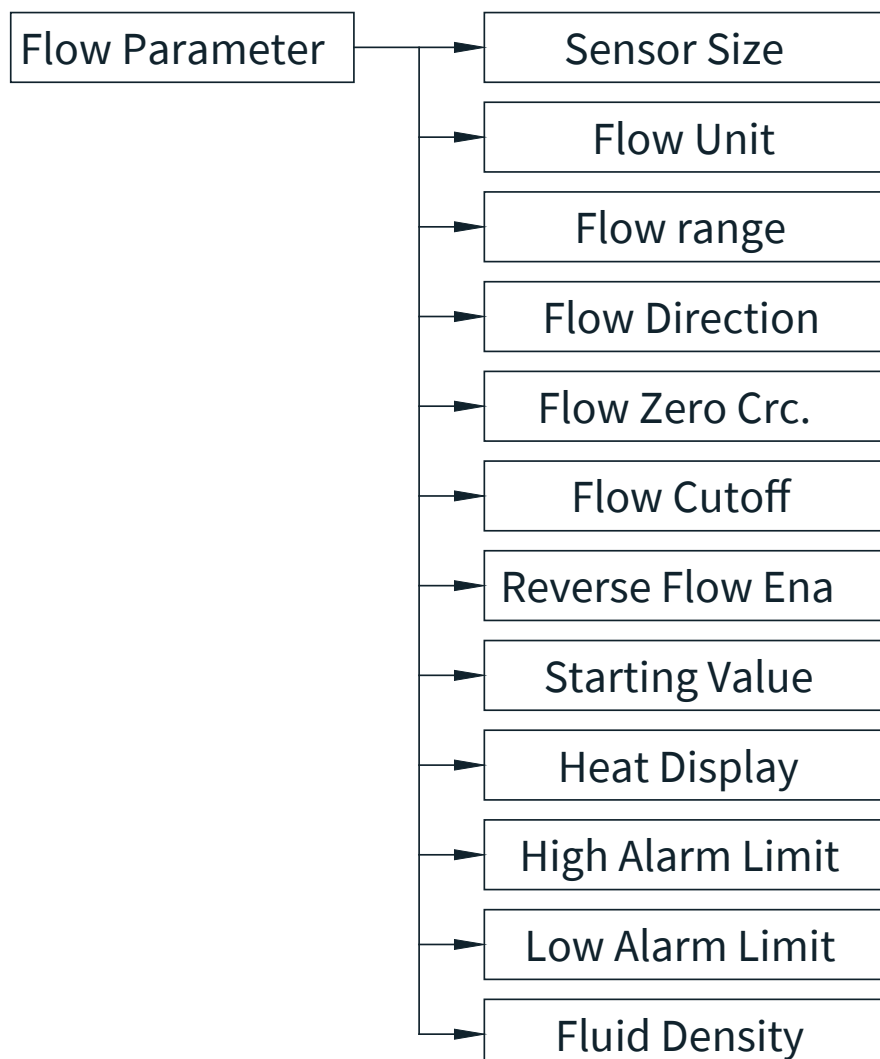 Flow Parameter
Sensor Size
Flow Unit
Flow range
Flow Direction
Flow Zero Crc.
Flow Cutoff
Reverse Flow Ena
Starting Value
Heat Display
High Alarm Limit
Low Alarm Limit
Fluid Density